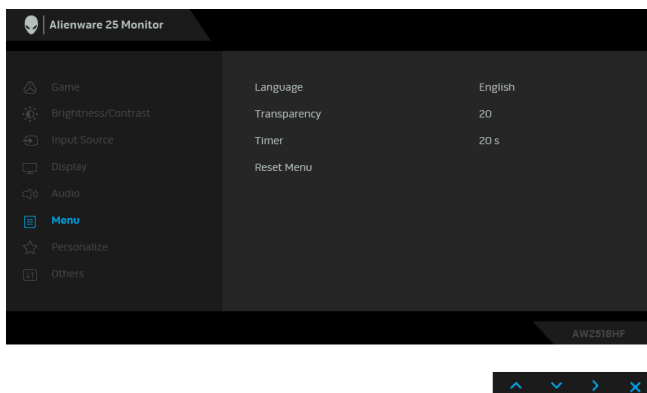 Alienware 25 Monitor
Game
Language English
Brightness/Contrast
Transparency 20
Input Source
Timer 20 s
Display
Reset Menu
Audio
Menu
Personalize
Others
AW2518HF